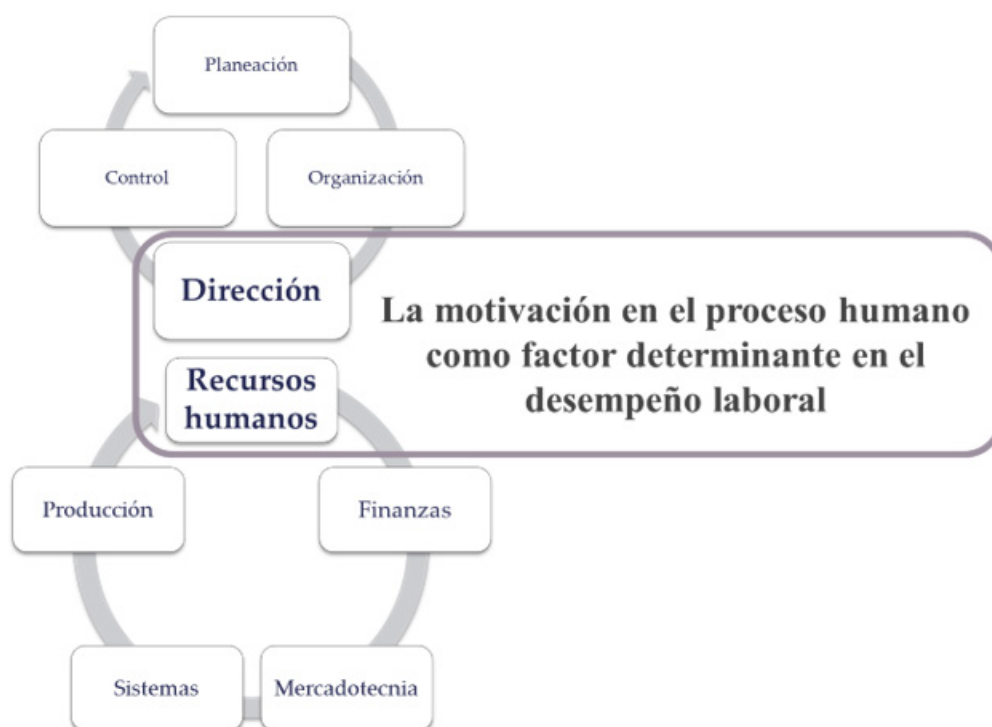 Planeación
Control
Organización
Dirección
La motivación en el proceso humano
como factor determinante en el
desempeño laboral
Recursos
humanos
Producción
Finanzas
Sistemas
Mercadotecnia